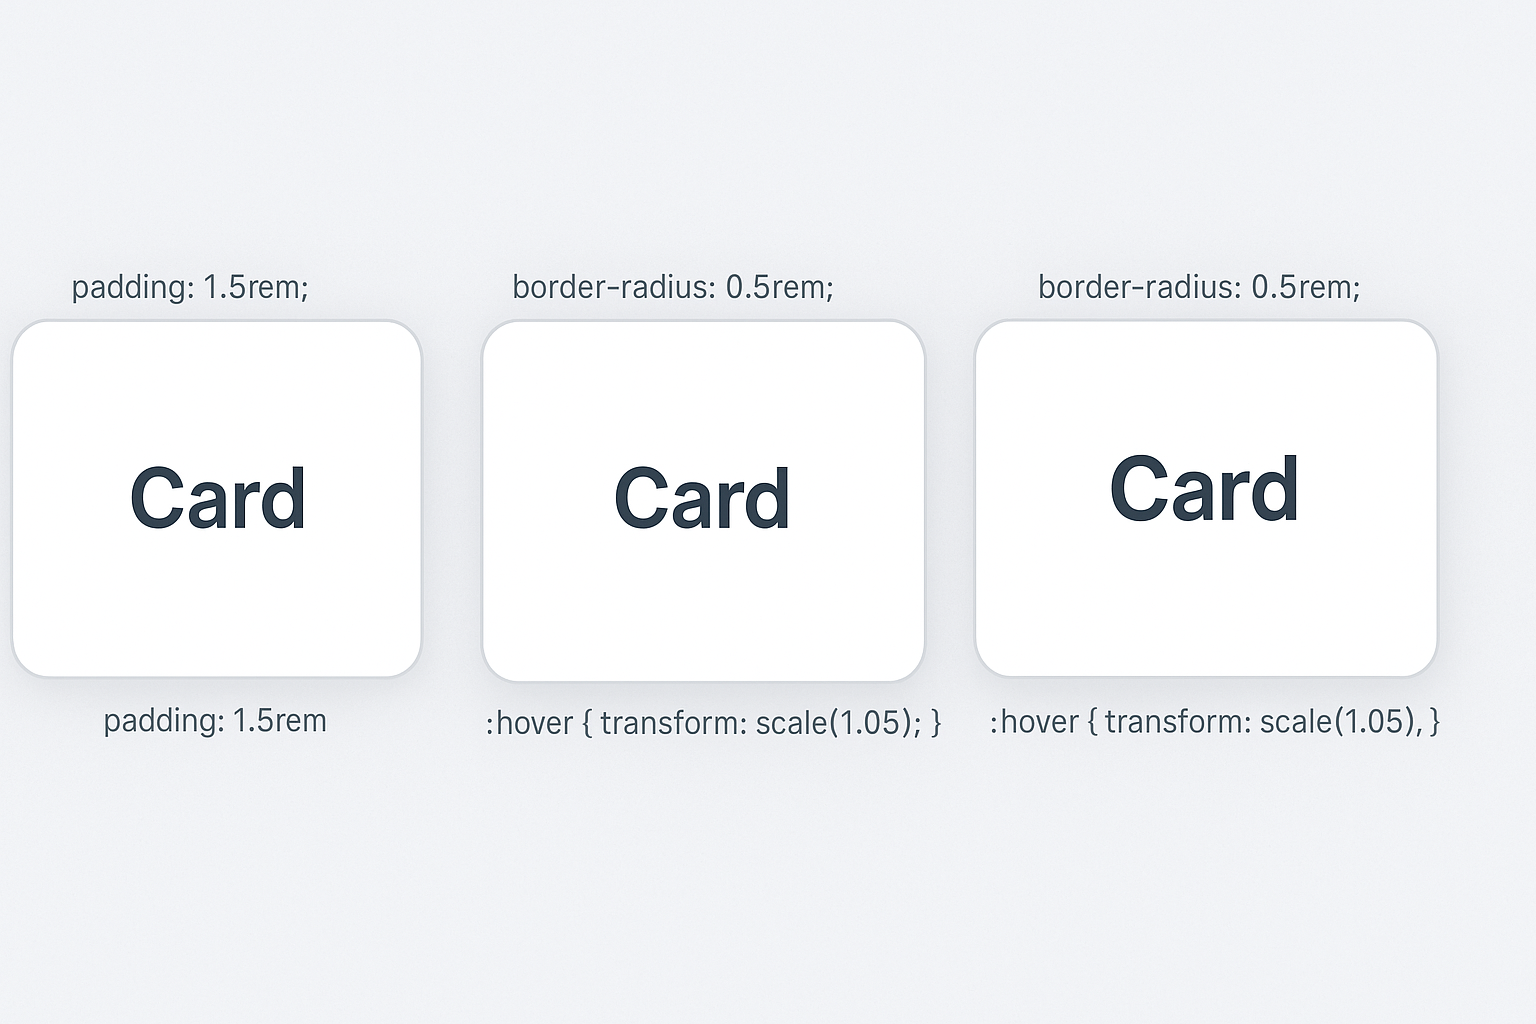 padding: 1.5rem;
border-radius: 0.5rem;
border-radius: 0.5rem;
Card
Card
Card
padding: 1.5rem
:hover { transform: scale(1.05); }
:hover { transform: scale(1.05), }